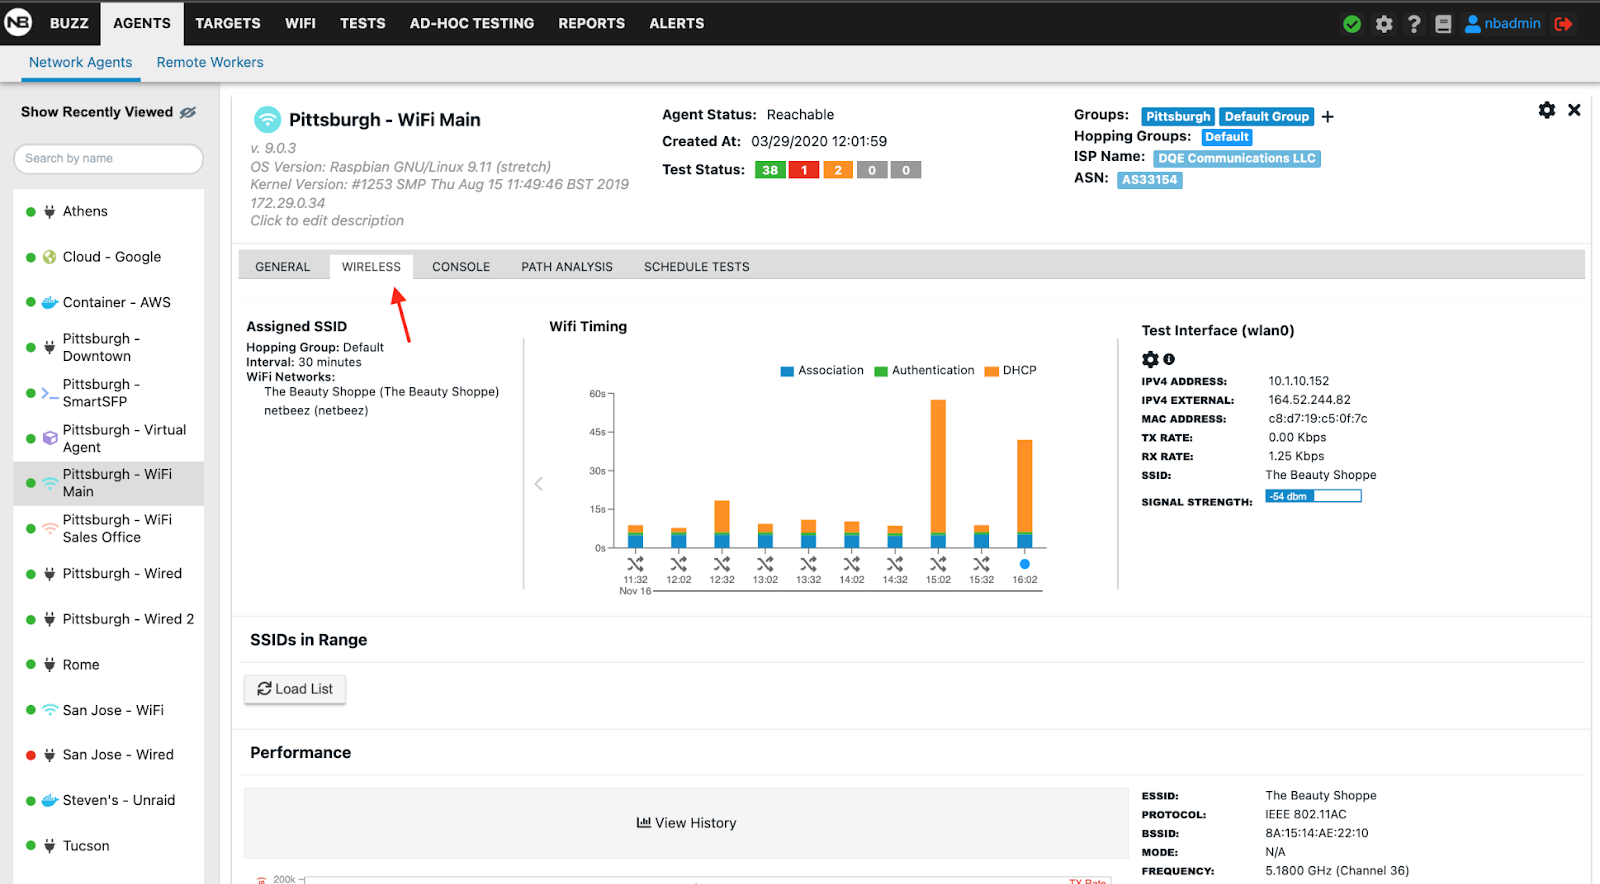 NB BUZZ AGENTS TARGETS WIFI TESTS AD-HOC TESTING REPORTS ALERTS ? nbadmin
Network Agents Remote Workers
Show Recently Viewed
Search by name
Athens
Cloud - Google
Container - AWS
Pittsburgh -
Downtown
Pittsburgh -
SmartSFP
Pittsburgh - Virtual
Agent
Pittsburgh - WiFi
Main
Pittsburgh - WiFi
Sales Office
Pittsburgh - Wired
Pittsburgh - Wired 2
Rome
San Jose - WiFi
San Jose - Wired
Steven's - Unraid
Tucson
Pittsburgh - WiFi Main
v. 9.0.3
OS Version: Raspbian GNU/Linux 9.11 (stretch)
Kernel Version: #1253 SMP Thu Aug 15 11:49:46 BST 2019
172.29.0.34
Click to edit description
Agent Status: Reachable
Created At: 03/29/2020 12:01:59
Test Status: 38 1 2 0 0
Groups: Pittsburgh Default Group +
Hopping Groups: Default
ISP Name: DQE Communications LLC
ASN: AS33154
GENERAL WIRELESS CONSOLE PATH ANALYSIS SCHEDULE TESTS
Assigned SSID
Hopping Group: Default
Interval: 30 minutes
WiFi Networks:
The Beauty Shoppe (The Beauty Shoppe)
netbeez (netbeez)
Wifi Timing
Association Authentication DHCP
60s
45s
30s
15s
0s
11:32 12:02 12:32 13:02 13:32 14:02 14:32 15:02 15:32 16:02
Nov 16
Test Interface (wlan0)
IPV4 ADDRESS: 10.1.10.152
IPV4 EXTERNAL: 164.52.244.82
MAC ADDRESS: c8:d7:19:c5:0f:7c
TX RATE: 0.00 Kbps
RX RATE: 1.25 Kbps
SSID: The Beauty Shoppe
SIGNAL STRENGTH: -54 dbm
SSIDs in Range
Load List
Performance
View History
200k
TX Rate
ESSID: The Beauty Shoppe
PROTOCOL: IEEE 802.11AC
BSSID: 8A:15:14:AE:22:10
MODE: N/A
FREQUENCY: 5.1800 GHz (Channel 36)